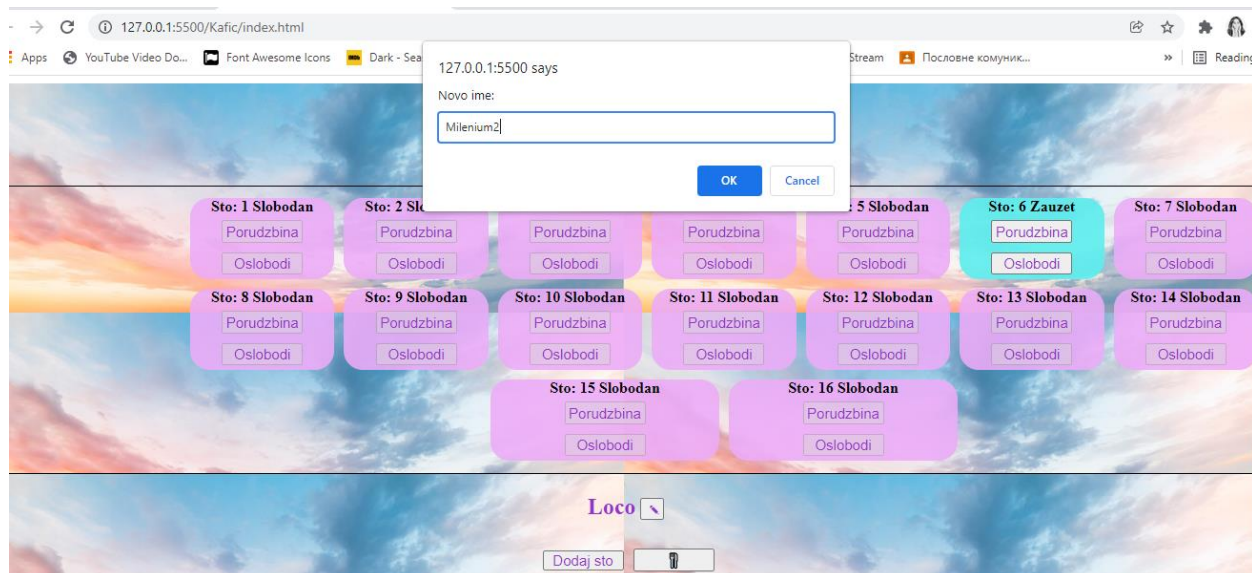 127.0.0.1:5500/Kafic/index.html
Apps YouTube Video Do... Font Awesome Icons Dark - Sea Stream Пословне комуник... » Reading
127.0.0.1:5500 says
Novo ime:
Milenium2
OK Cancel
Sto: 1 Slobodan Sto: 2 Slo : 5 Slobodan Sto: 6 Zauzet Sto: 7 Slobodan
Porudzbina Porudzbina Porudzbina Porudzbina Porudzbina Porudzbina Porudzbina
Oslobodi Oslobodi Oslobodi Oslobodi Oslobodi Oslobodi Oslobodi
Sto: 8 Slobodan Sto: 9 Slobodan Sto: 10 Slobodan Sto: 11 Slobodan Sto: 12 Slobodan Sto: 13 Slobodan Sto: 14 Slobodan
Porudzbina Porudzbina Porudzbina Porudzbina Porudzbina Porudzbina Porudzbina
Oslobodi Oslobodi Oslobodi Oslobodi Oslobodi Oslobodi Oslobodi
Sto: 15 Slobodan Sto: 16 Slobodan
Porudzbina Porudzbina
Oslobodi Oslobodi
Loco
Dodaj sto